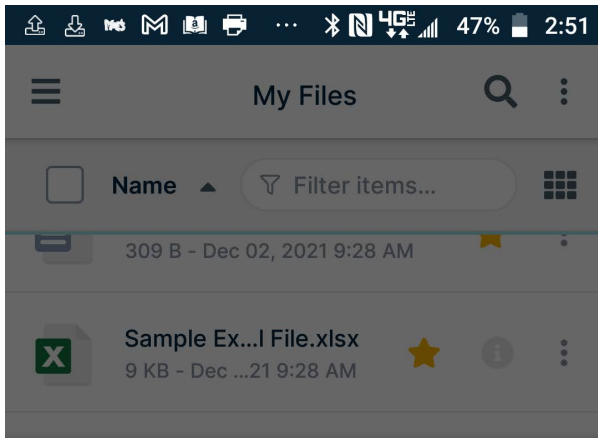 47% 2:51
My Files
Name Filter items...
309 B - Dec 02, 2021 9:28 AM
Sample Ex...l File.xlsx
9 KB - Dec ...21 9:28 AM